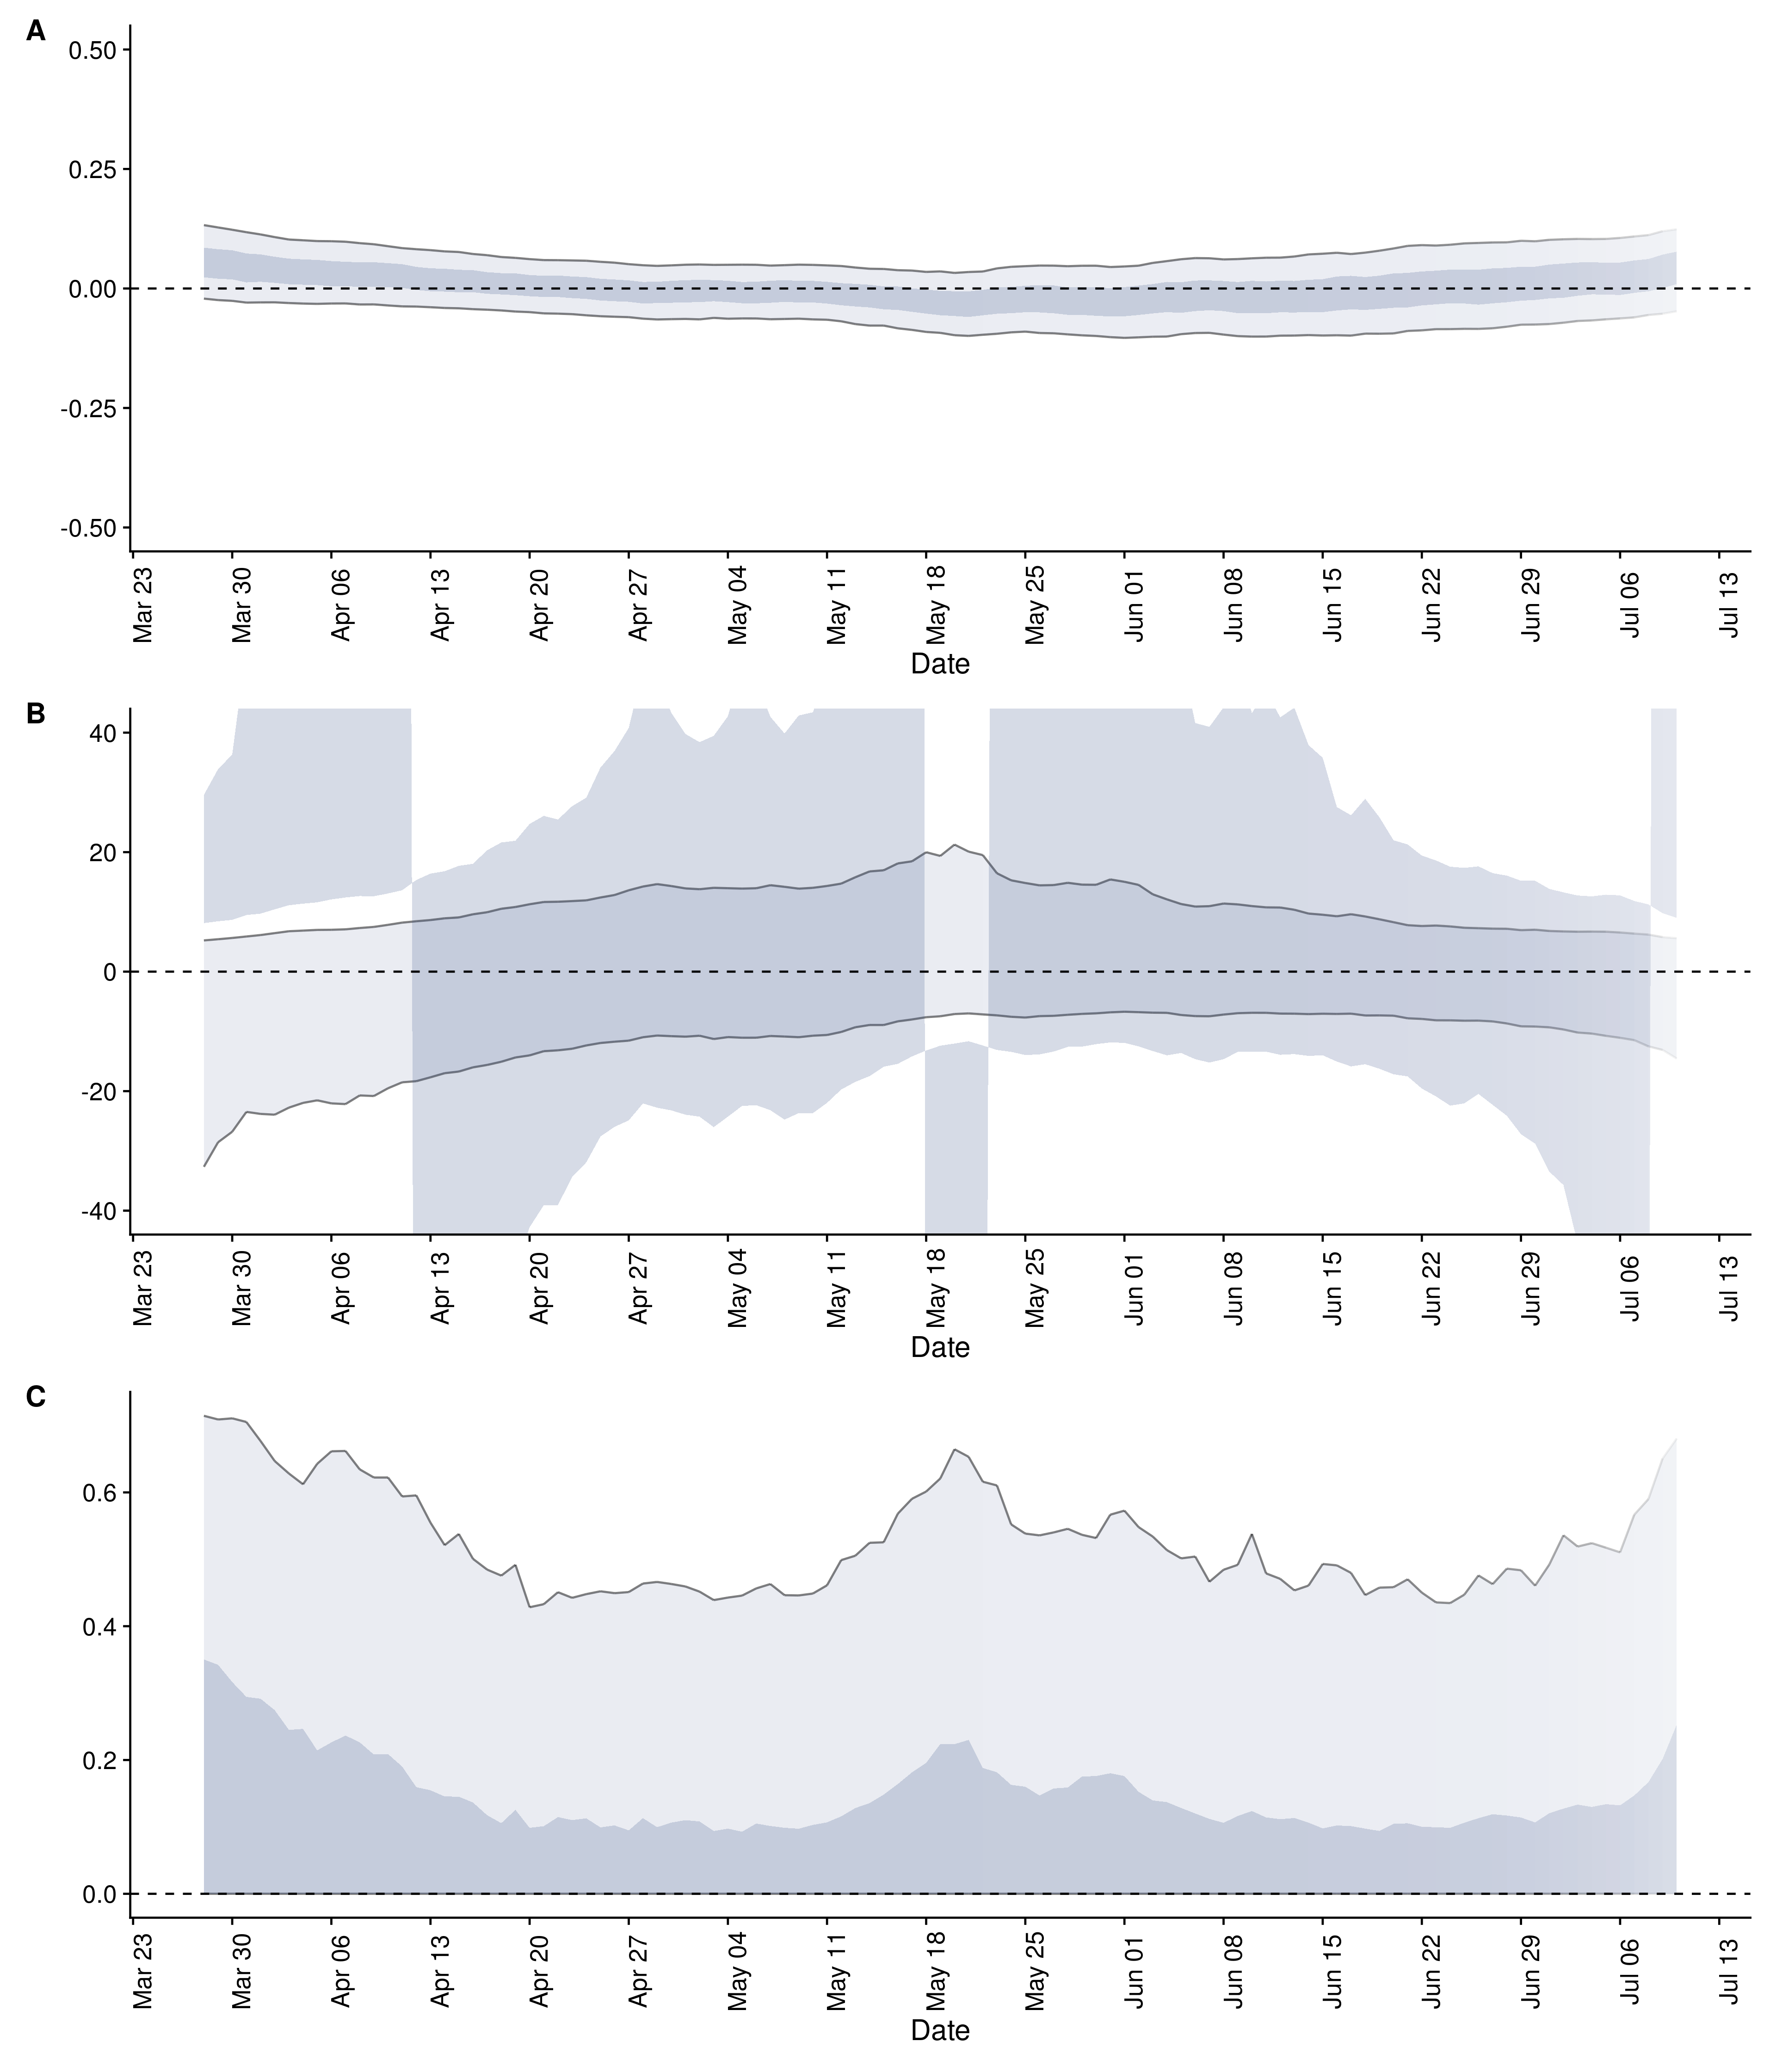 A
0.50
0.25
0.00
-0.25
-0.50
Mar 23
Mar 30
Apr 06
Apr 13
Apr 20
Apr 27
May 04
May 11
May 18
May 25
Jun 01
Jun 08
Jun 15
Jun 22
Jun 29
Jul 06
Jul 13
Date
B
40
20
0
-20
-40
Mar 23
Mar 30
Apr 06
Apr 13
Apr 20
Apr 27
May 04
May 11
May 18
May 25
Jun 01
Jun 08
Jun 15
Jun 22
Jun 29
Jul 06
Jul 13
Date
C
0.6
0.4
0.2
0.0
Mar 23
Mar 30
Apr 06
Apr 13
Apr 20
Apr 27
May 04
May 11
May 18
May 25
Jun 01
Jun 08
Jun 15
Jun 22
Jun 29
Jul 06
Jul 13
Date